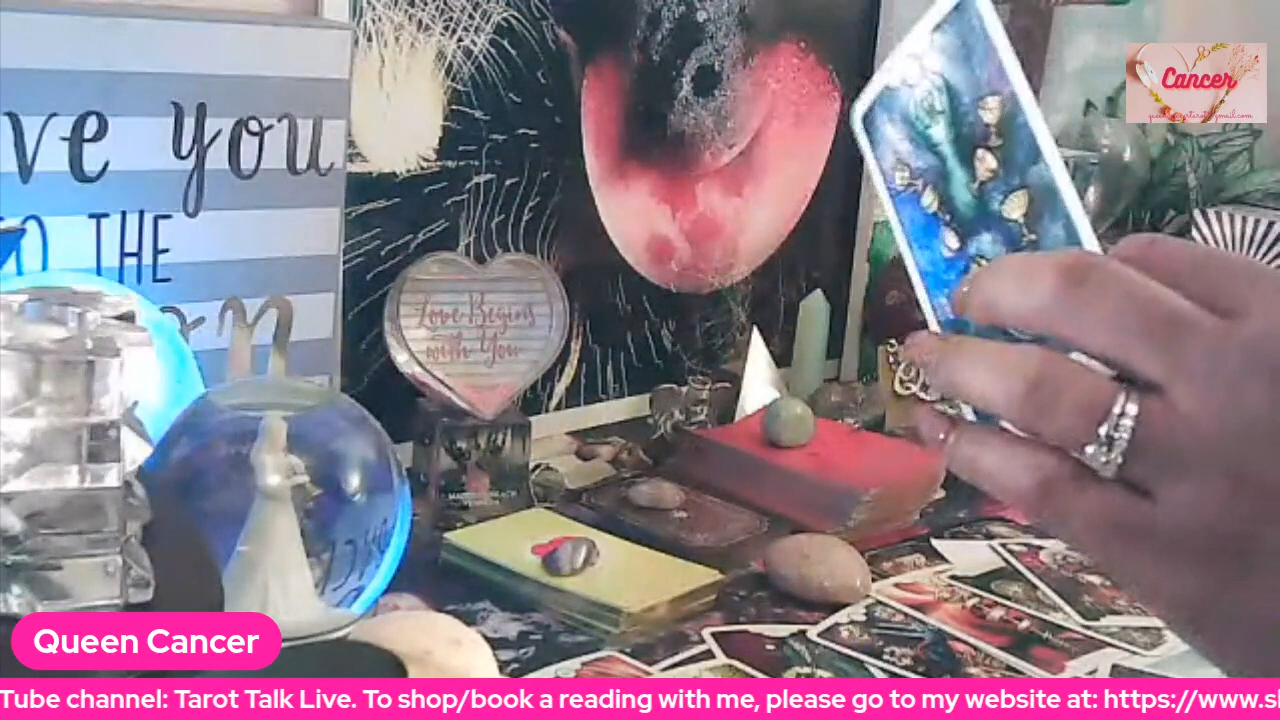 ve you
TO THE
Love Begins
with You
Cancer
Queen Cancer
Tube channel: Tarot Talk Live. To shop/book a reading with me, please go to my website at: https://www.s